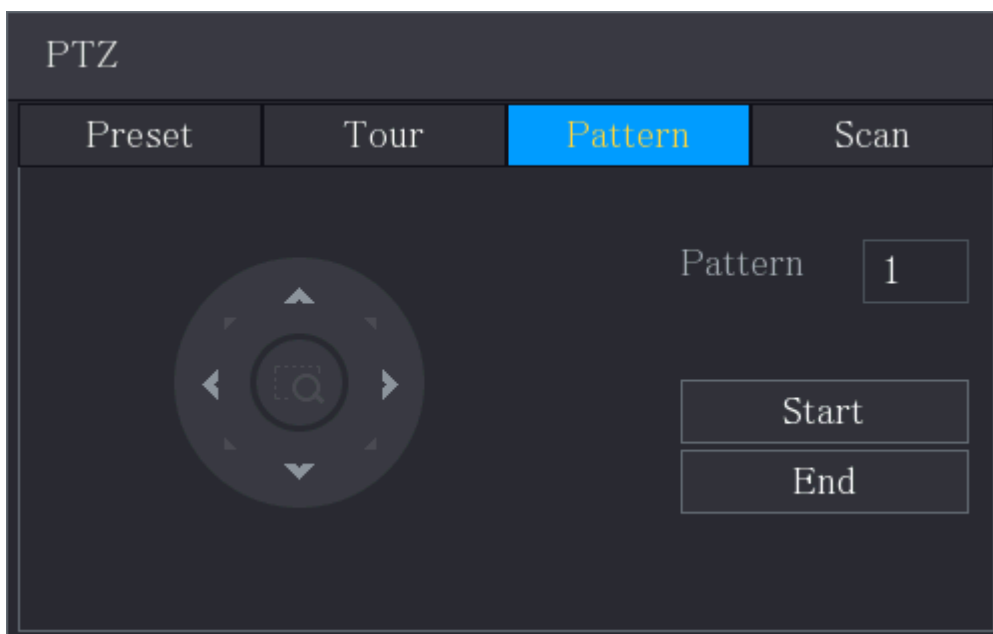 PTZ
Preset Tour Pattern Scan
Pattern 1
Start
End